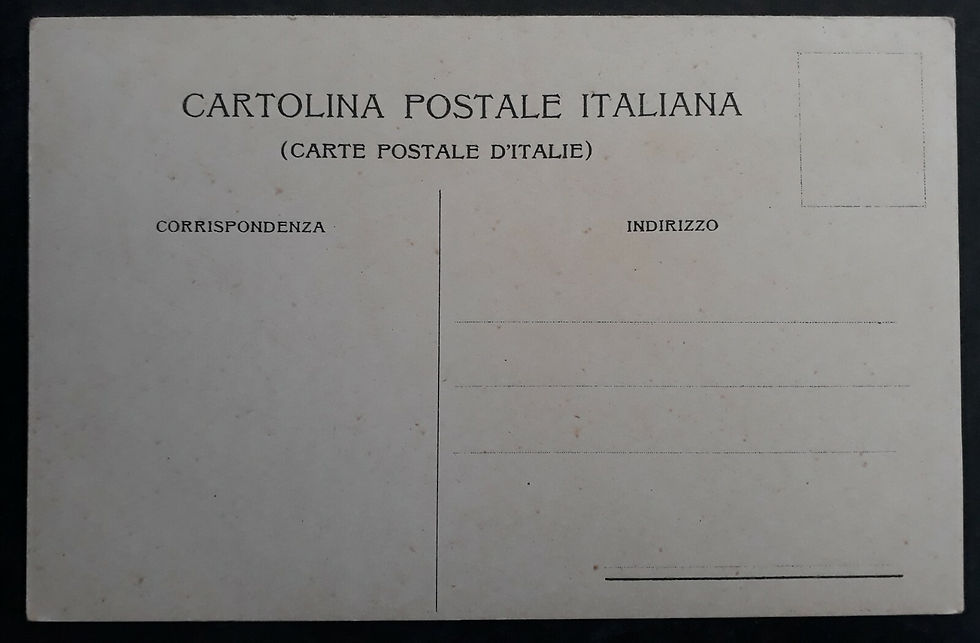 CARTOLINA POSTALE ITALIANA
(CARTE POSTALE D'ITALIE)
CORRISPONDENZA
INDIRIZZO